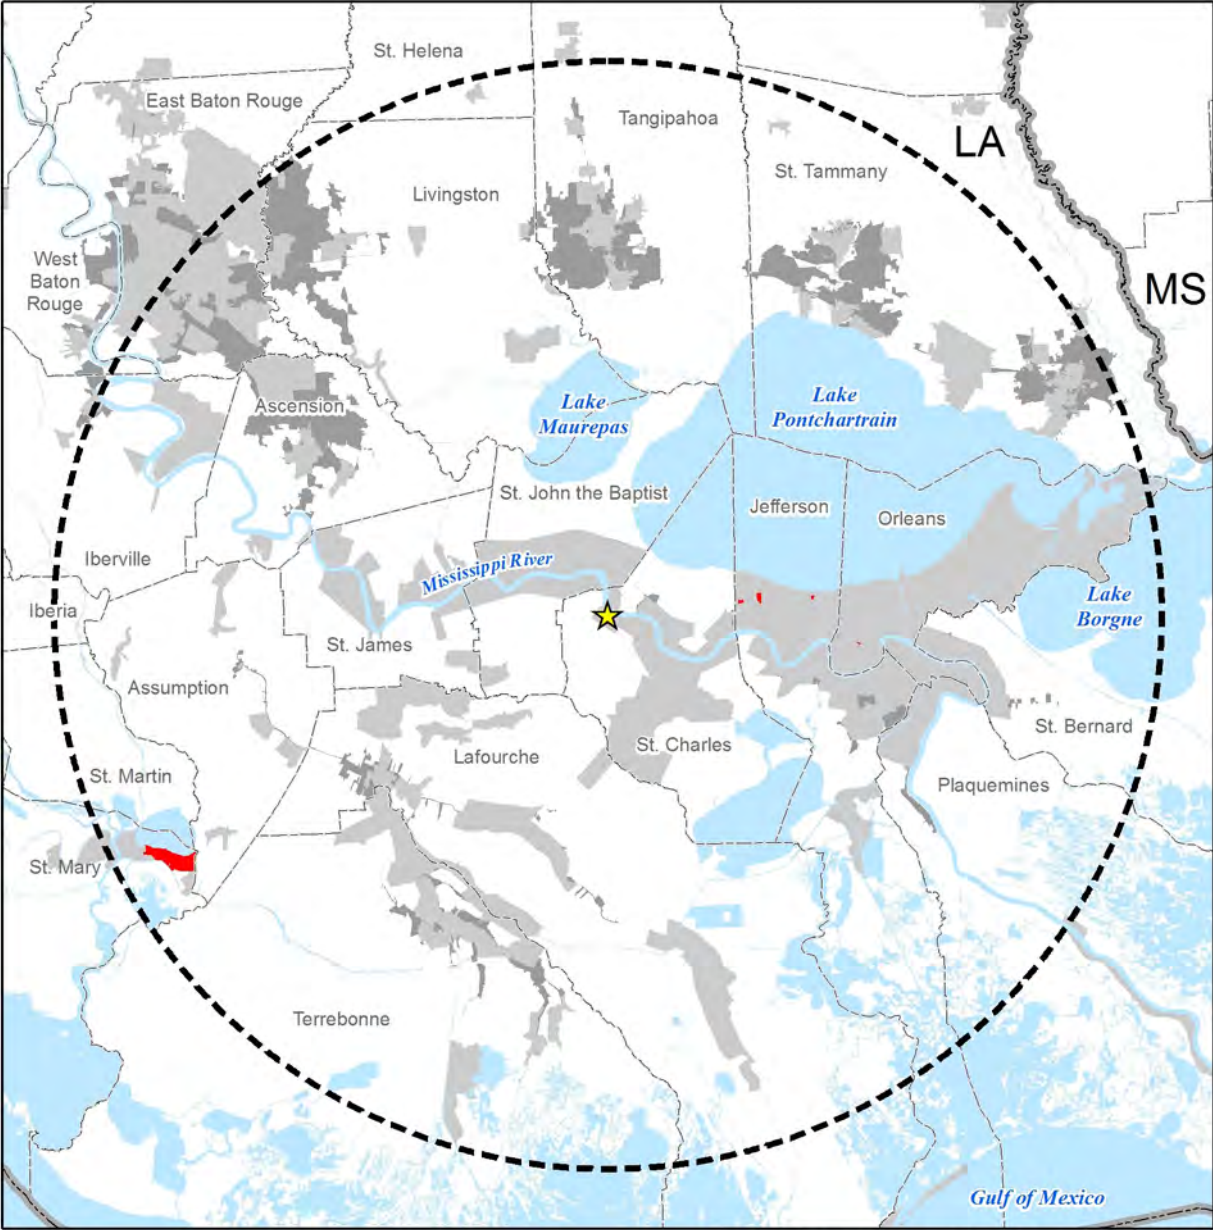 St. Helena
East Baton Rouge
Tangipahoa
LA
St. Tammany
Livingston
West
Baton
Rouge
MS
Lake
Maurepas
Lake
Pontchartrain
Ascension
St. John the Baptist
Jefferson
Orleans
Iberville
Mississippi River
Iberia
Lake
Borgne
St. James
Assumption
St. Bernard
St. Charles
Lafourche
St. Martin
Plaquemines
St. Mary
Terrebonne
Gulf of Mexico